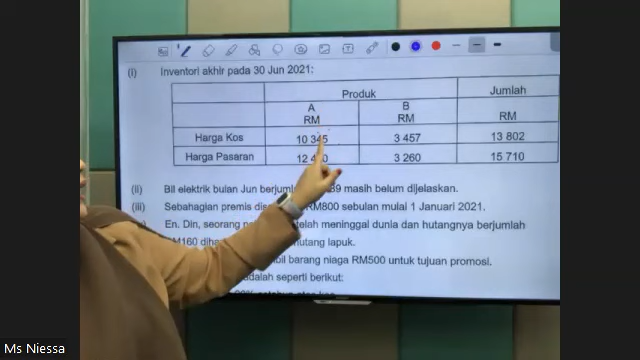 (i) Inventori akhir pada 30 Jun 2021:
Produk Jumlah
A B
RM RM RM
Harga Kos 10 345 3 457 13 802
Harga Pasaran 12 3 260 15 710
(ii) Bil elektrik bulan Jun 89 masih belum dijelaskan.
(iii) Sebahagian premis RM800 sebulan mulai 1 Januari 2021.
En. Din, seorang telah meninggal dunia dan hutangnya berjumlah
RM160 hutang lapuk.
barang niaga RM500 untuk tujuan promosi.
adalah seperti berikut:
Ms Niessa